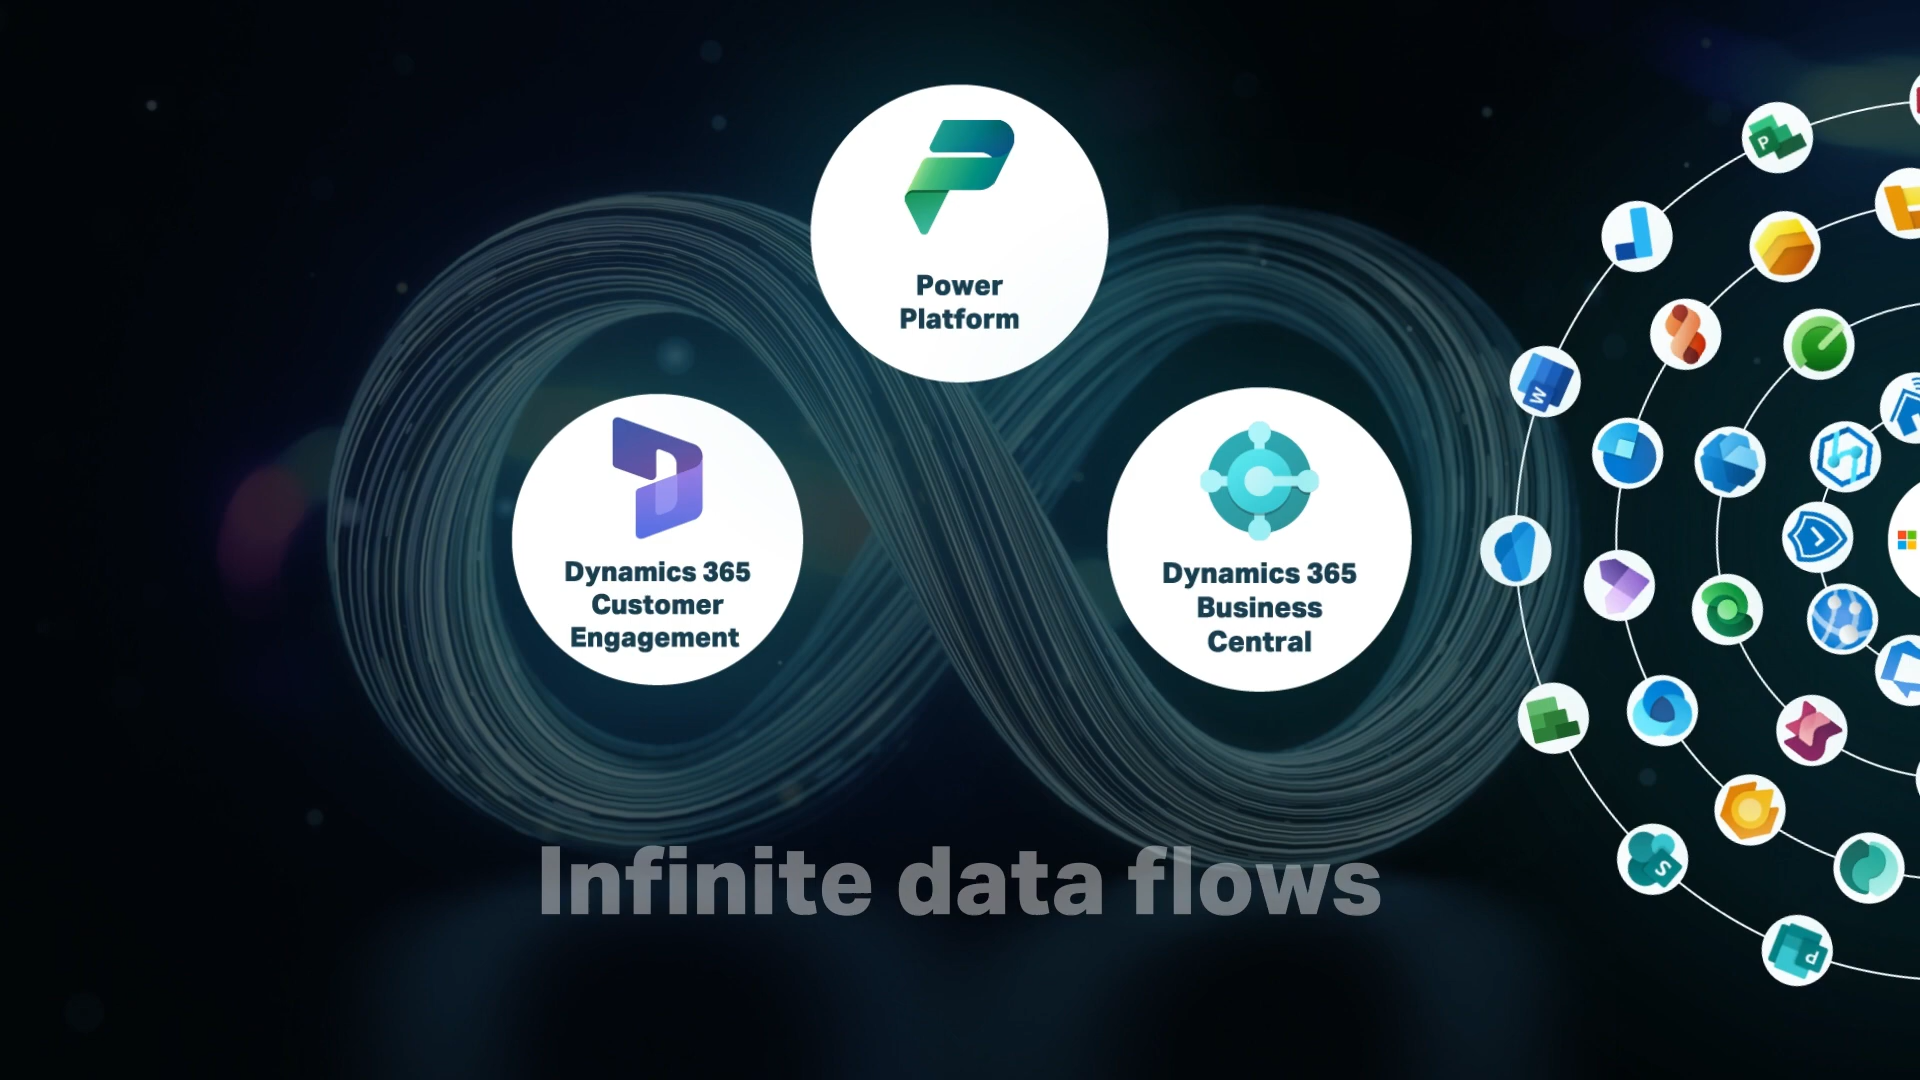 Power
Platform
Dynamics 365
Customer
Engagement
Dynamics 365
Business
Central
Infinite data flows
P
W
S